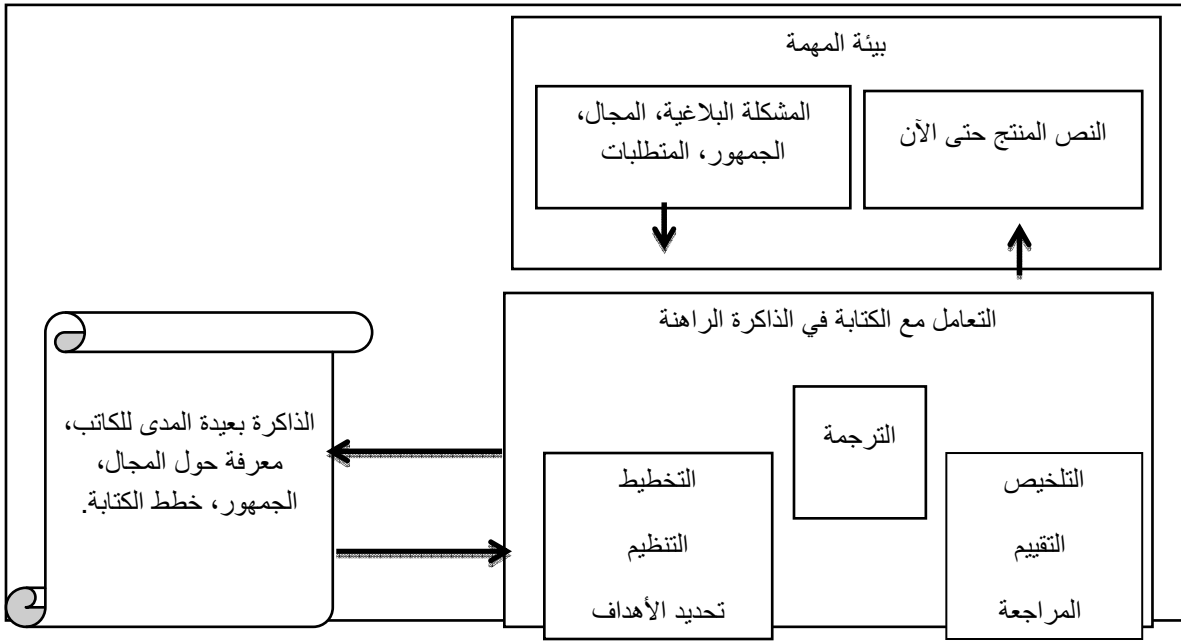 بيئة المهمة
المشكلة البلاغية، المجال،
الجمهور، المتطلبات
النص المنتج حتى الآن
التعامل مع الكتابة في الذاكرة الراهنة
الذاكرة بعيدة المدى للكاتب،
معرفة حول المجال،
الجمهور، خطط الكتابة.
الترجمة
التخطيط
التنظيم
تحديد الأهداف
التلخيص
التقييم
المراجعة